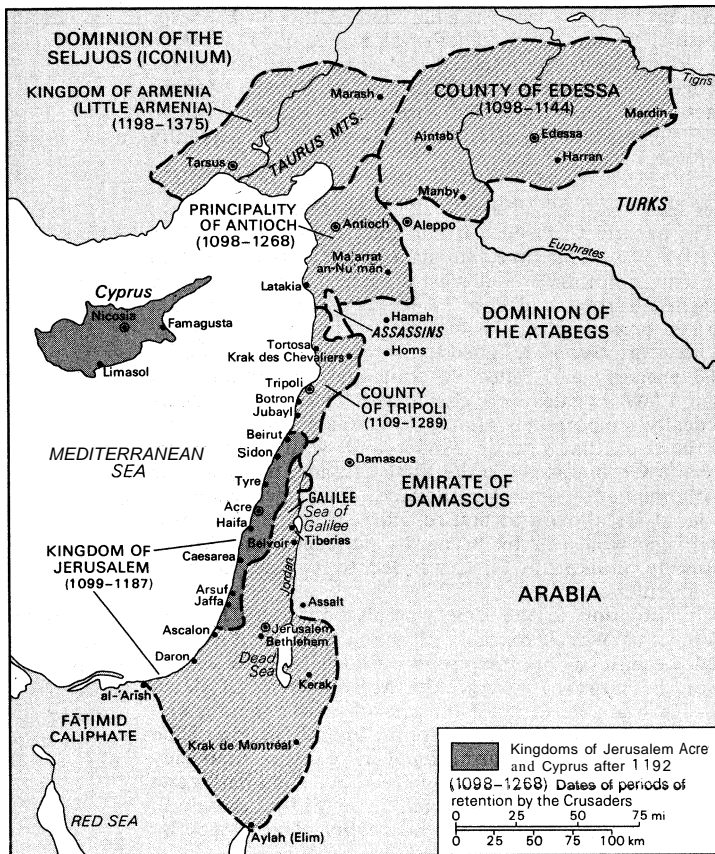 DOMINION OF THE
SELJUQS (ICONIUM)
KINGDOM OF ARMENIA
(LITTLE ARMENIA)
(1198–1375)
Marash
TAURUS MTS.
Tarsus
COUNTY OF EDESSA
(1098–1144)
Tigris
Mardin
Aintab
Edessa
Harran
Manby
TURKS
PRINCIPALITY
OF ANTIOCH
(1098–1268)
Antioch
Aleppo
Euphrates
Ma'arrat
an-Nu'mān
Latakia
Cyprus
Nicosia
Famagusta
Limasol
Hamah
ASSASSINS
DOMINION OF
THE ATABEGS
Tortosa
Krak des Chevaliers
Homs
Tripoli
Botron
Jubayl
COUNTY
OF TRIPOLI
(1109–1289)
Beirut
Sidon
MEDITERRANEAN
SEA
Damascus
Tyre
EMIRATE OF
DAMASCUS
GALILEE
Sea of
Galilee
Acre
Haifa
Belvoir
Tiberias
KINGDOM OF
JERUSALEM
(1099–1187)
Caesarea
Jordan
Arsuf
Jaffa
Assalt
ARABIA
Ascalon
Jerusalem
Bethleham
Daron
Dead
Sea
Kerak
al-'Arīsh
FĀṬIMID
CALIPHATE
Krak de Montréal
RED SEA
Aylah (Elim)
Kingdoms of Jerusalem Acre
and Cyprus after 1192
(1098-1268) Dates of periods of
retention by the Crusaders
0 25 50 75 mi
0 25 50 75 100 km